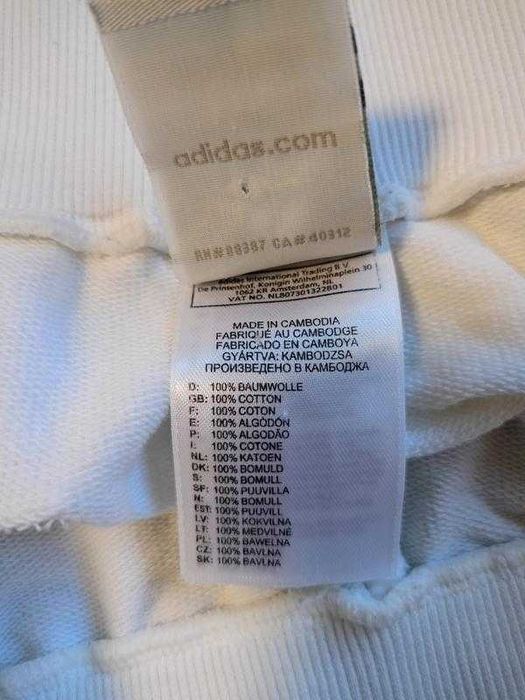 adidas.com
RN# 88387 CA# 40312
adidas International Trading B.V.
De Prinsenhof, Konigin Wilhelminaplein 30
1062 KR Amsterdam, NL
VAT NO. NL807301322B01
MADE IN CAMBODIA
FABRIQUÉ AU CAMBODGE
FABRICADO EN CAMBOYA
GYÁRTVA: KAMBODZSA
ПРОИЗВЕДЕНО В КАМБОДЖА
D: 100% BAUMWOLLE
GB: 100% COTTON
F: 100% COTON
E: 100% ALGODÓN
P: 100% ALGODÃO
I: 100% COTONE
NL: 100% KATOEN
DK: 100% BOMULD
S: 100% BOMULL
SF: 100% PUUVILLA
N: 100% BOMULL
EST: 100% PUUVILL
LV: 100% KOKVILNA
LT: 100% MEDVILNĖ
PL: 100% BAWEŁNA
CZ: 100% BAVLNA
SK: 100% BAVLNA